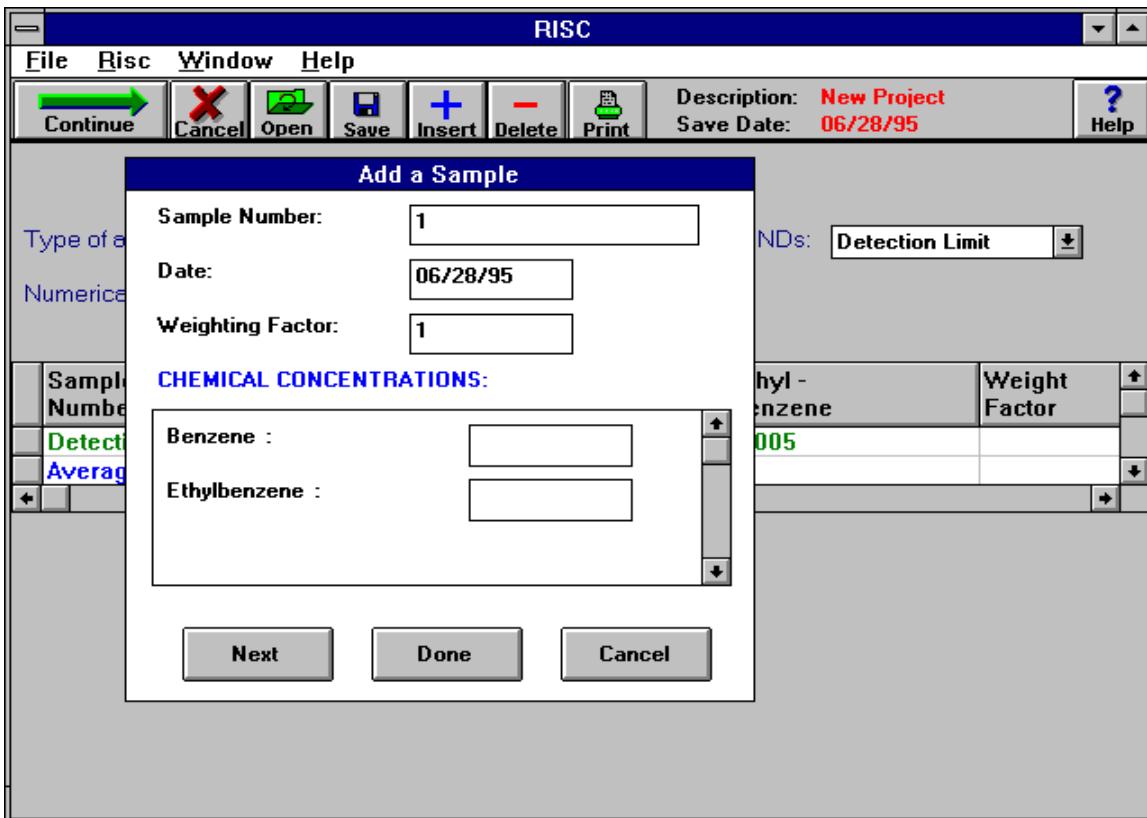 RISC
File Risc Window Help
Continue Cancel Open Save Insert Delete Print
Description: New Project
Save Date: 06/28/95
? Help
Add a Sample
Sample Number: 1
Date: 06/28/95
Weighting Factor: 1
CHEMICAL CONCENTRATIONS:
Benzene :
Ethylbenzene :
Next Done Cancel
Type of a
NDs: Detection Limit
Numerica
Sampl
Numbe
hyl -
enzene
Weight
Factor
Detecti
005
Averag